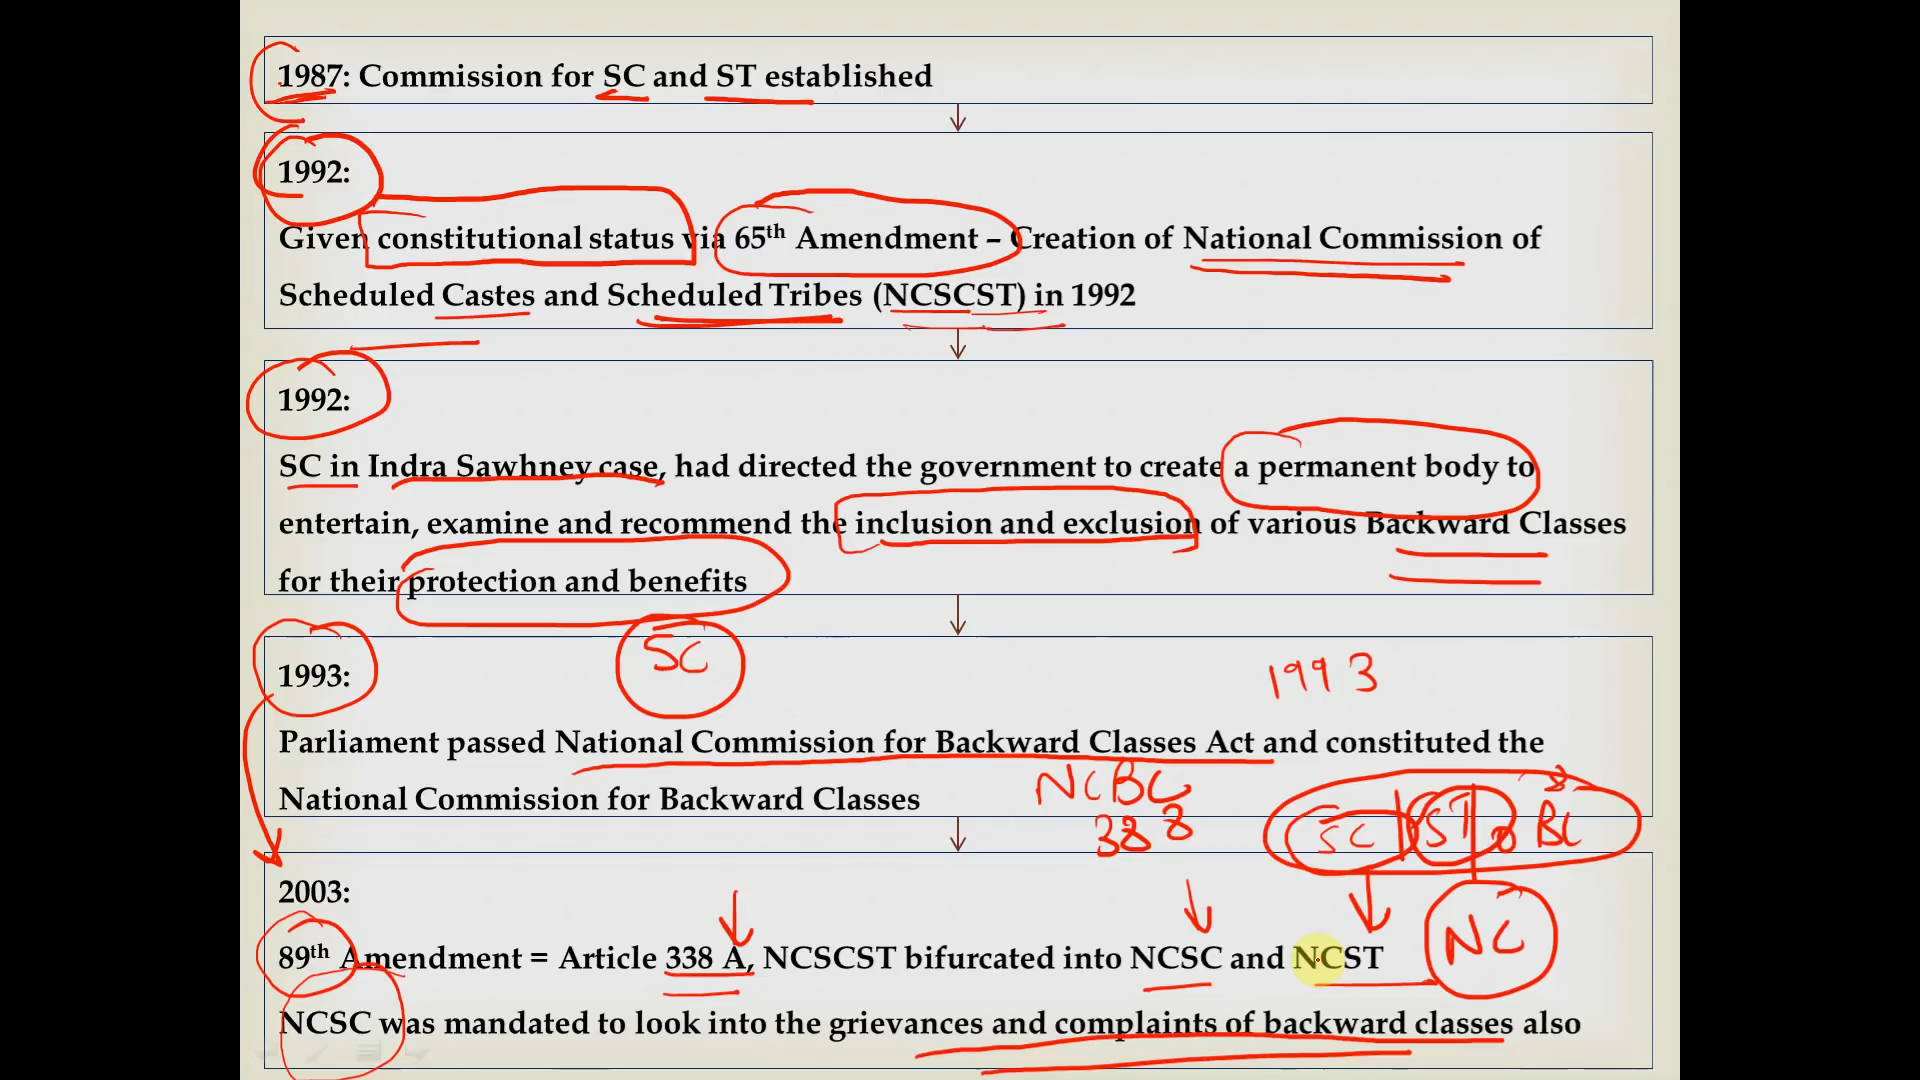 1987: Commission for SC and ST established
1992:
Given constitutional status via 65th Amendment – Creation of National Commission of
Scheduled Castes and Scheduled Tribes (NCSCST) in 1992
1992:
SC in Indra Sawhney case, had directed the government to create a permanent body to
entertain, examine and recommend the inclusion and exclusion of various Backward Classes
for their protection and benefits
SC
1993:
1993
Parliament passed National Commission for Backward Classes Act and constituted the
National Commission for Backward Classes
NCBC
338
SC ST BC
2003:
NC
89th Amendment = Article 338 A, NCSCST bifurcated into NCSC and NCST
NCSC was mandated to look into the grievances and complaints of backward classes also